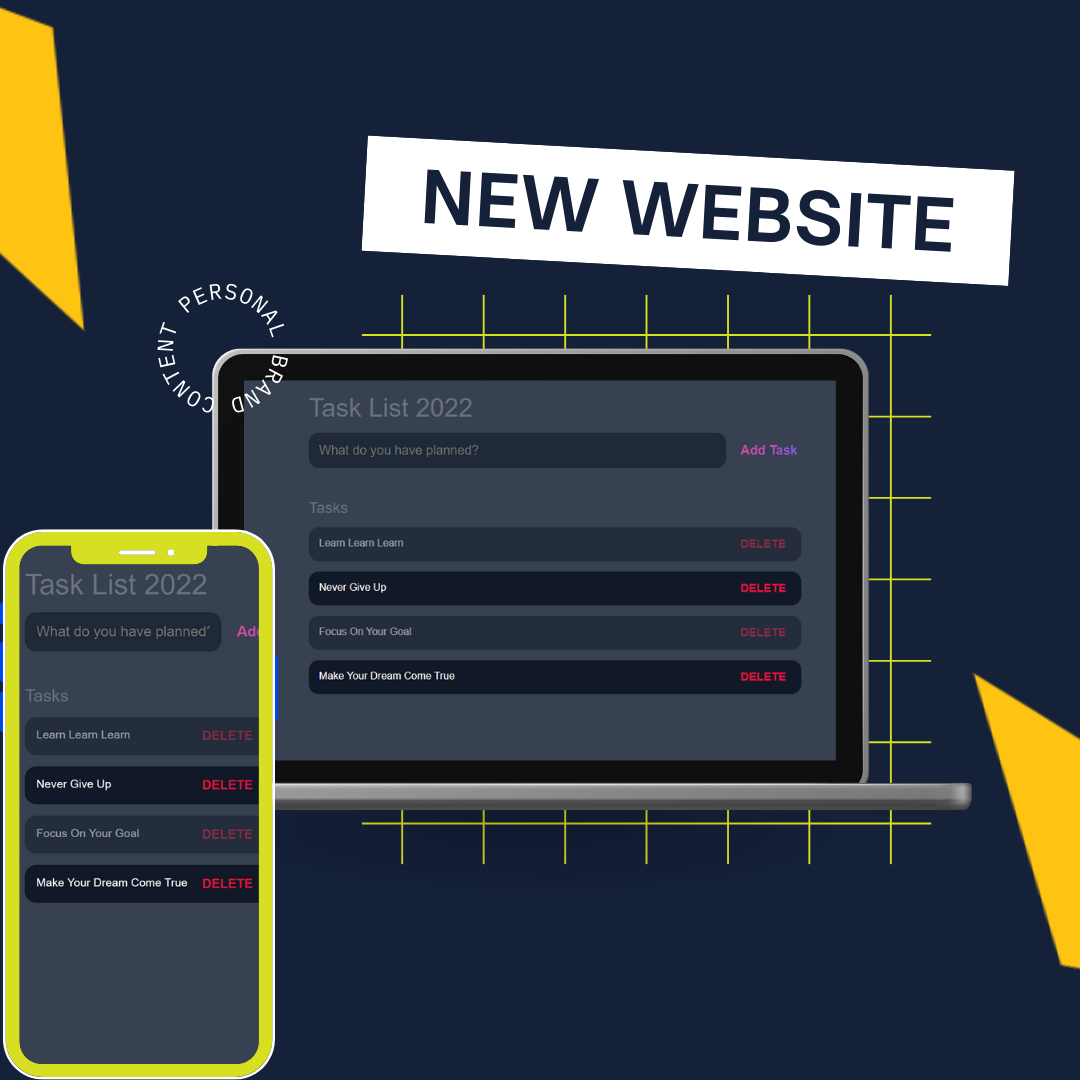 NEW WEBSITE
PERSONAL BRAND CONTENT
Task List 2022
What do you have planned?
Add Task
Tasks
Learn Learn Learn DELETE
Never Give Up DELETE
Focus On Your Goal DELETE
Make Your Dream Come True DELETE
Task List 2022
What do you have planned?
Add
Tasks
Learn Learn Learn DELETE
Never Give Up DELETE
Focus On Your Goal DELETE
Make Your Dream Come True DELETE